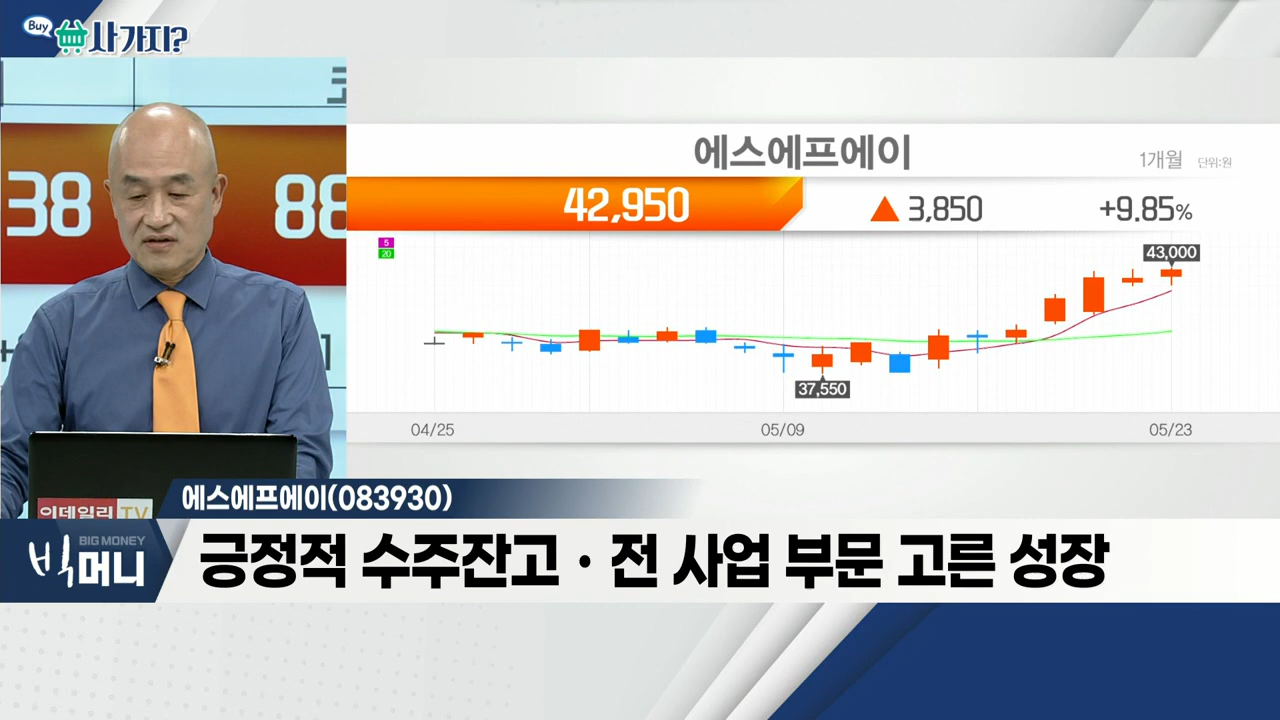 Buy
사 가지?
38
88
에스에프에이
1개월 단위:원
42,950 ▲ 3,850 +9.85%
5
20
43,000
37,550
04/25 05/09 05/23
이데일리 TV
에스에프에이(083930)
BIG MONEY
빅머니
긍정적 수주잔고·전 사업 부문 고른 성장